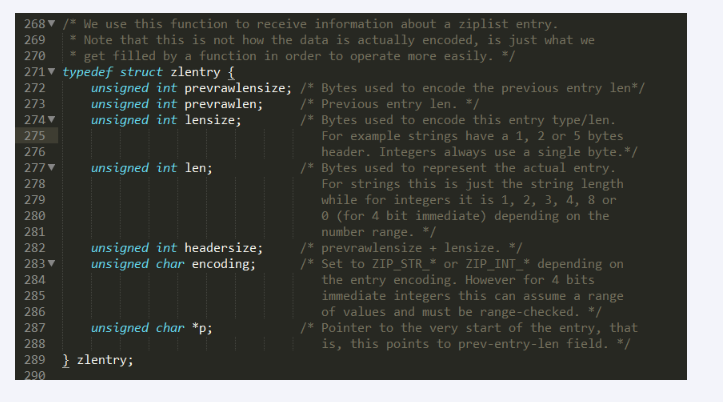 268 /* We use this function to receive information about a ziplist entry.
269 * Note that this is not how the data is actually encoded, is just what we
270 * get filled by a function in order to operate more easily. */
271 typedef struct zlentry {
272 unsigned int prevrawlensize; /* Bytes used to encode the previous entry len*/
273 unsigned int prevrawlen; /* Previous entry len. */
274 unsigned int lensize; /* Bytes used to encode this entry type/len.
275 For example strings have a 1, 2 or 5 bytes
276 header. Integers always use a single byte.*/
277 unsigned int len; /* Bytes used to represent the actual entry.
278 For strings this is just the string length
279 while for integers it is 1, 2, 3, 4, 8 or
280 0 (for 4 bit immediate) depending on the
281 number range. */
282 unsigned int headersize; /* prevrawlensize + lensize. */
283 unsigned char encoding; /* Set to ZIP_STR_* or ZIP_INT_* depending on
284 the entry encoding. However for 4 bits
285 immediate integers this can assume a range
286 of values and must be range-checked. */
287 unsigned char *p; /* Pointer to the very start of the entry, that
288 is, this points to prev-entry-len field. */
289 } zlentry;
290